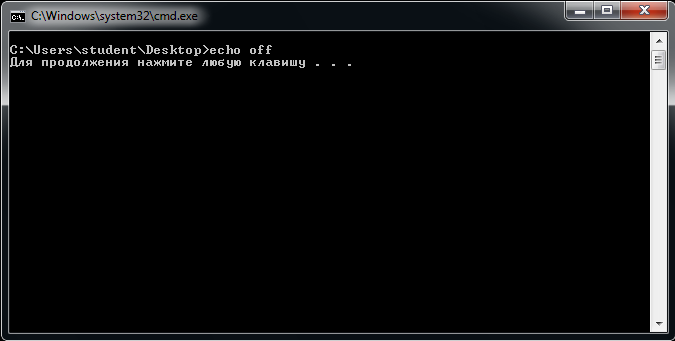 C:\Windows\system32\cmd.exe
C:\Users\student\Desktop>echo off
Для продолжения нажмите любую клавишу . . .